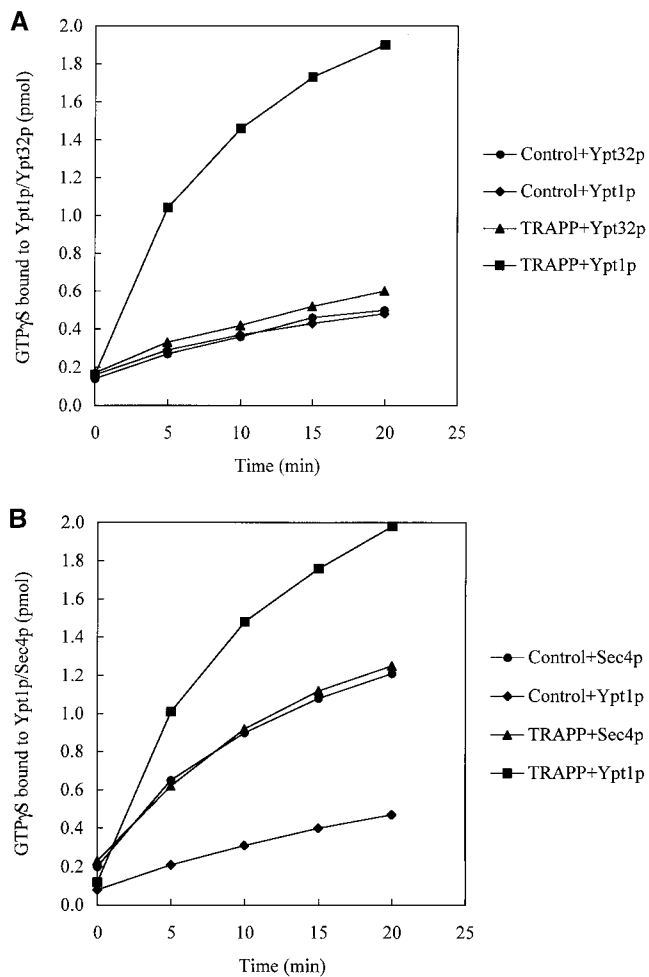 A
GTPγS bound to Ypt1p/Ypt32p (pmol)
2.0
1.8
1.6
1.4
1.2
1.0
0.8
0.6
0.4
0.2
0.0
0 5 10 15 20 25
Time (min)
Control+Ypt32p
Control+Ypt1p
TRAPP+Ypt32p
TRAPP+Ypt1p
B
GTPγS bound to Ypt1p/Sec4p (pmol)
2.0
1.8
1.6
1.4
1.2
1.0
0.8
0.6
0.4
0.2
0.0
0 5 10 15 20 25
Time (min)
Control+Sec4p
Control+Ypt1p
TRAPP+Sec4p
TRAPP+Ypt1p